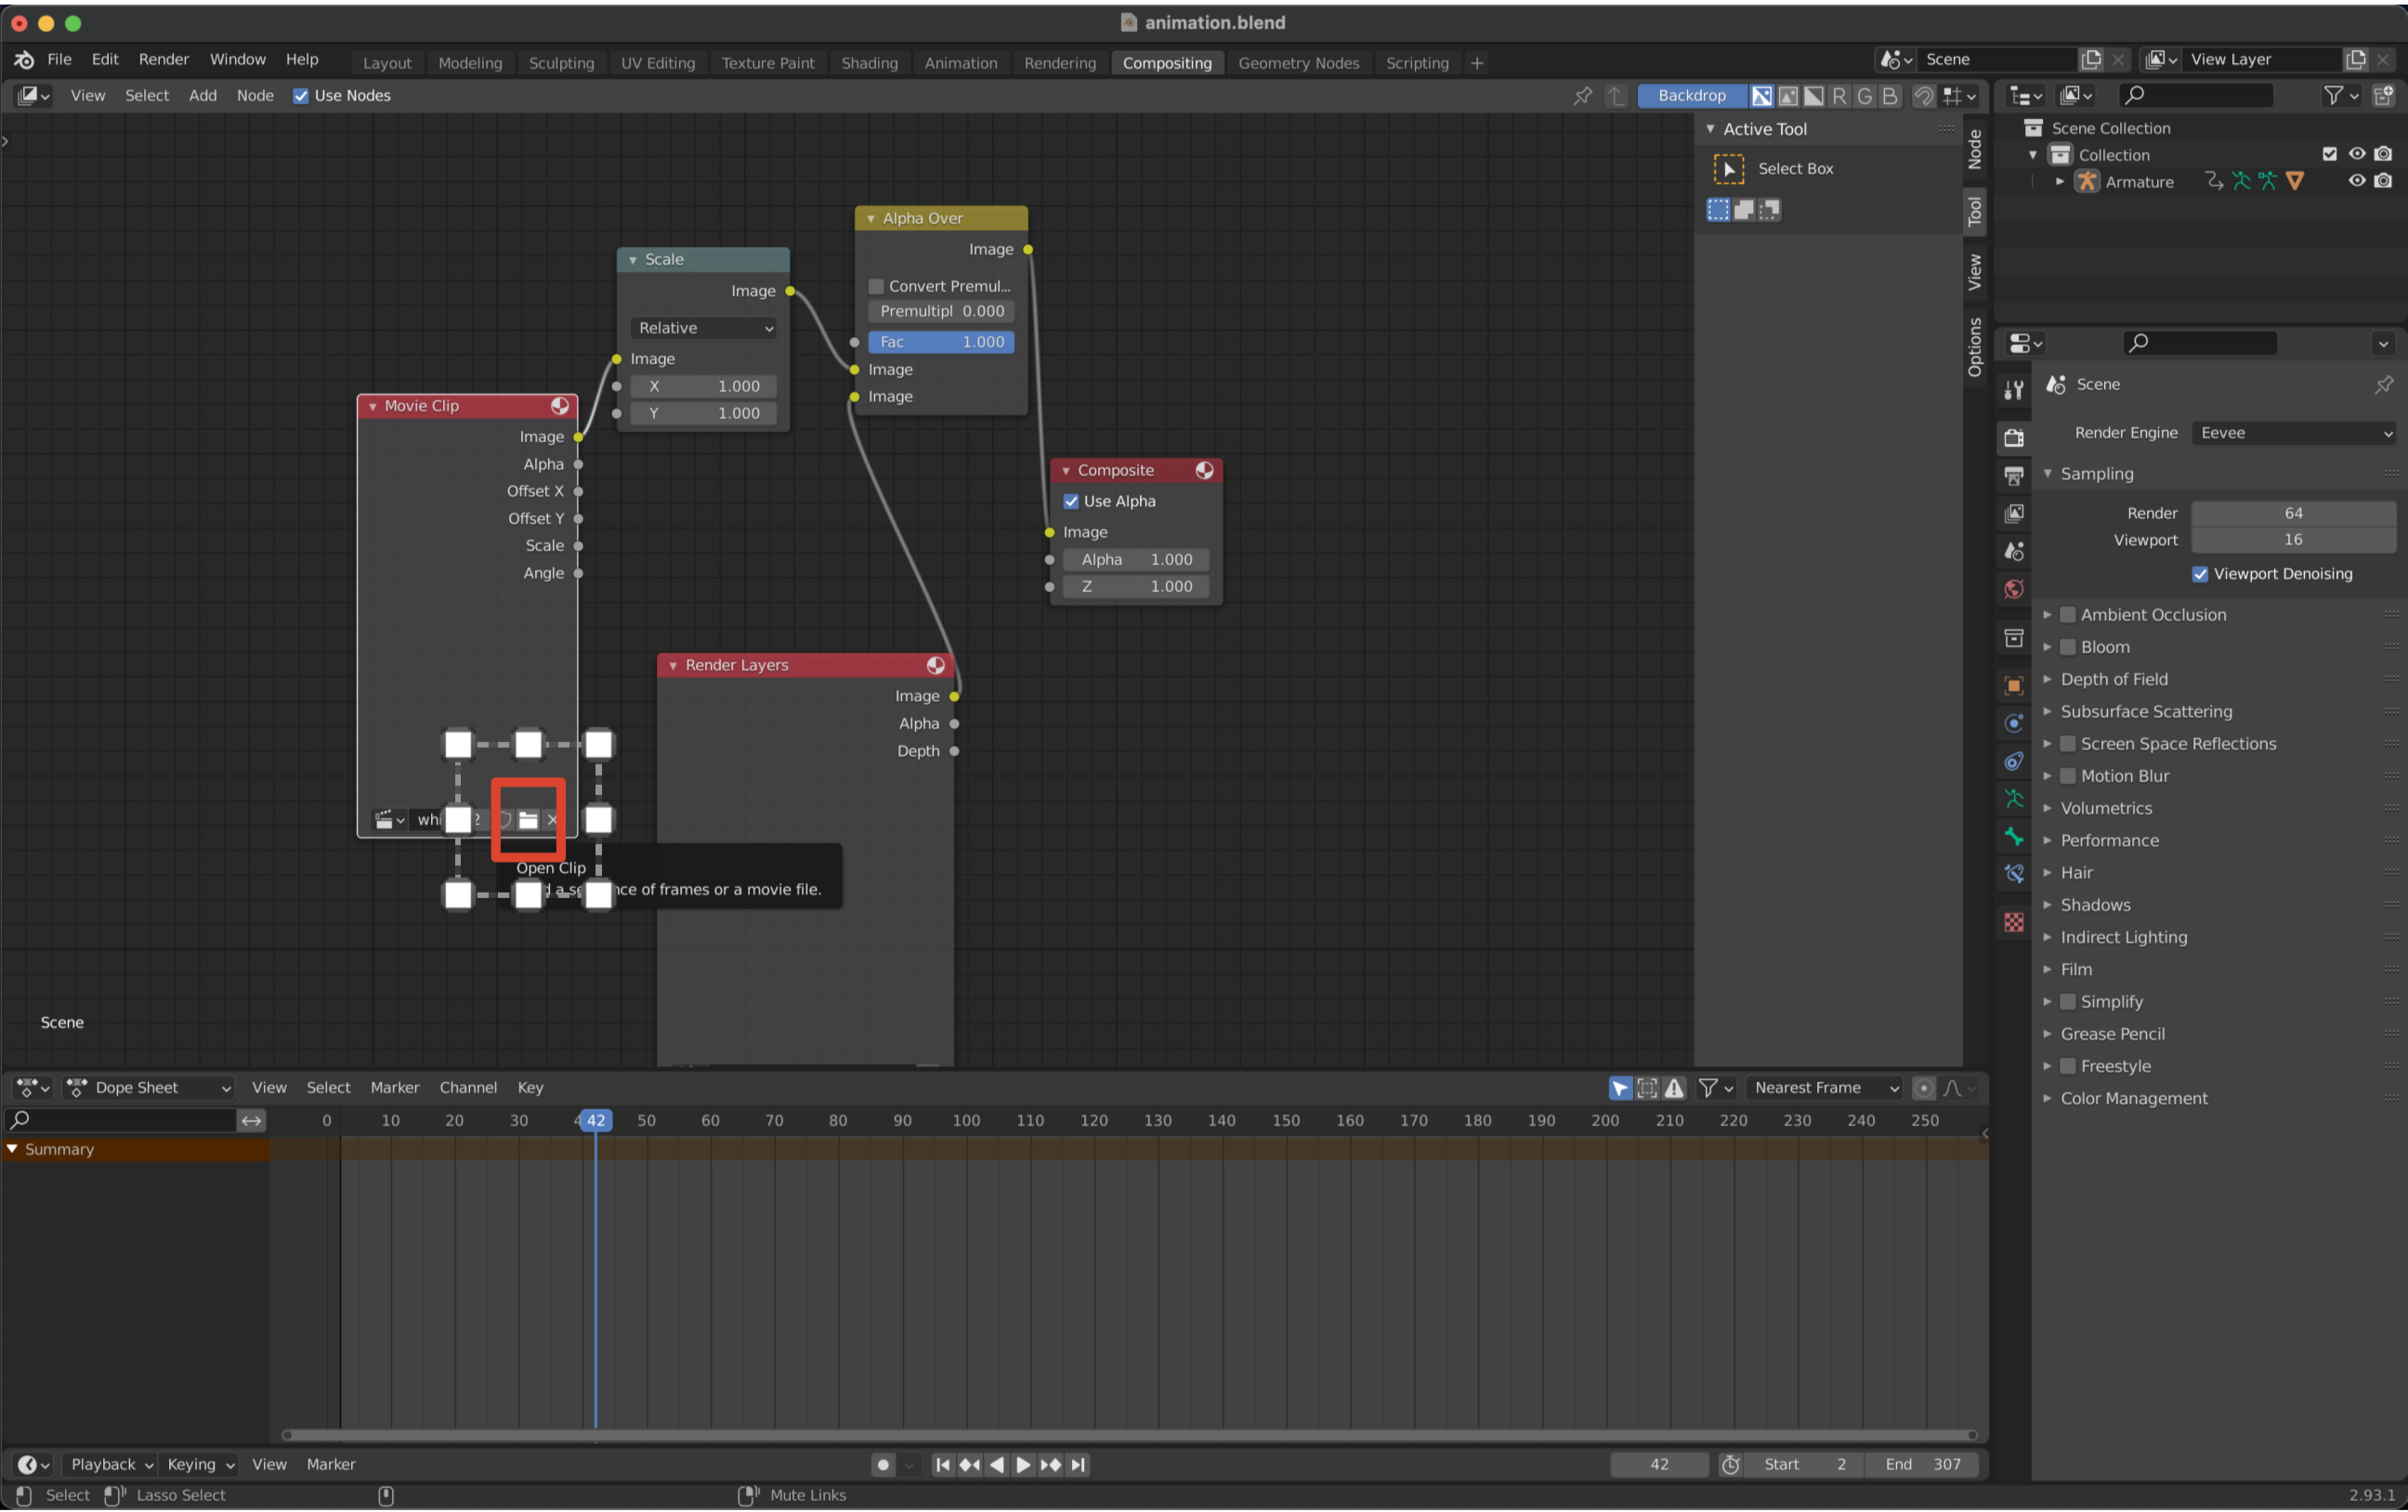 animation.blend
File Edit Render Window Help Layout Modeling Sculpting UV Editing Texture Paint Shading Animation Rendering Compositing Geometry Nodes Scripting + Scene View Layer
View Select Add Node Use Nodes Backdrop R G B
Active Tool
Select Box
Node
Tool
View
Options
Scene Collection
Collection
Armature
Alpha Over
Image
Convert Premul...
Premultipl 0.000
Fac 1.000
Image
Image
Scale
Image
Relative
Image
X 1.000
Y 1.000
Movie Clip
Image
Alpha
Offset X
Offset Y
Scale
Angle
Open Clip
of frames or a movie file.
Composite
Use Alpha
Image
Alpha 1.000
Z 1.000
Render Layers
Image
Alpha
Depth
Scene
Scene
Render Engine Eevee
Sampling
Render 64
Viewport 16
Viewport Denoising
Ambient Occlusion
Bloom
Depth of Field
Subsurface Scattering
Screen Space Reflections
Motion Blur
Volumetrics
Performance
Hair
Shadows
Indirect Lighting
Film
Simplify
Grease Pencil
Freestyle
Color Management
Dope Sheet View Select Marker Channel Key Nearest Frame
0 10 20 30 42 50 60 70 80 90 100 110 120 130 140 150 160 170 180 190 200 210 220 230 240 250
Summary
Playback Keying View Marker 42 Start 2 End 307
Select Lasso Select Mute Links 2.93.1